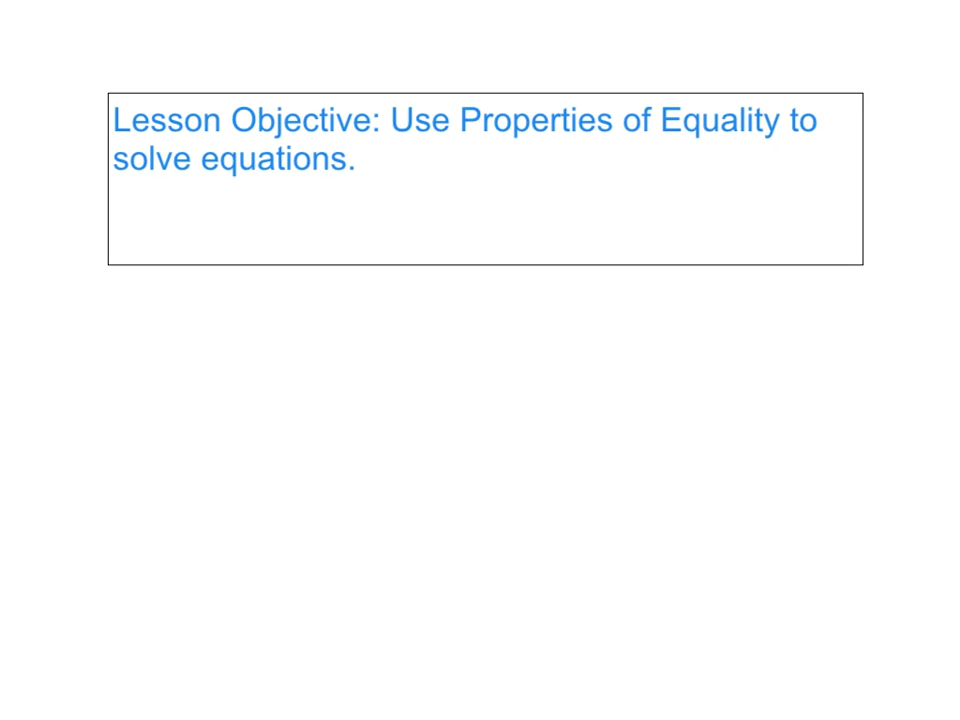 Lesson Objective: Use Properties of Equality to
solve equations.